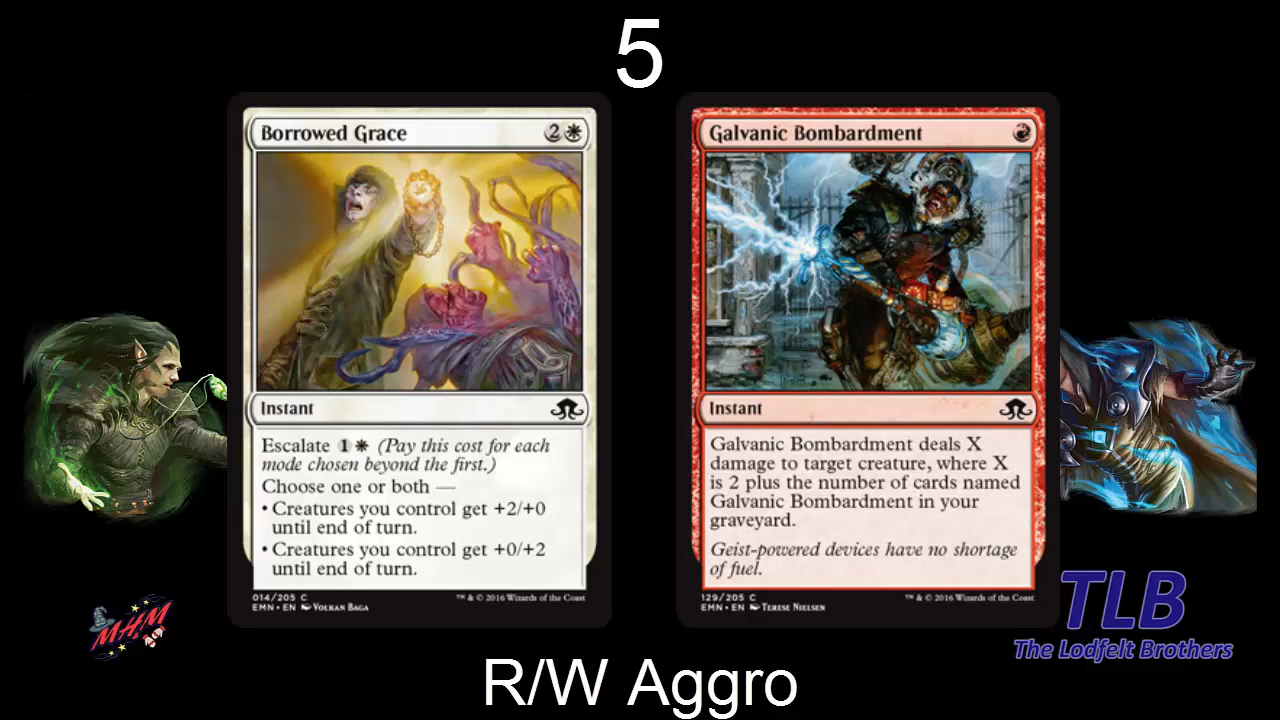 5
Borrowed Grace 2
Instant
Escalate 1 (Pay this cost for each
mode chosen beyond the first.)
Choose one or both —
• Creatures you control get +2/+0
until end of turn.
• Creatures you control get +0/+2
until end of turn.
014/205 C
EMN • EN Volkan Baga
™ & © 2016 Wizards of the Coast
Galvanic Bombardment
Instant
Galvanic Bombardment deals X
damage to target creature, where X
is 2 plus the number of cards named
Galvanic Bombardment in your
graveyard.
Geist-powered devices have no shortage
of fuel.
129/205 C
EMN • EN Terese Nielsen
™ & © 2016 Wizards of the Coast
MHM
TLB
The Lodfelt Brothers
R/W Aggro